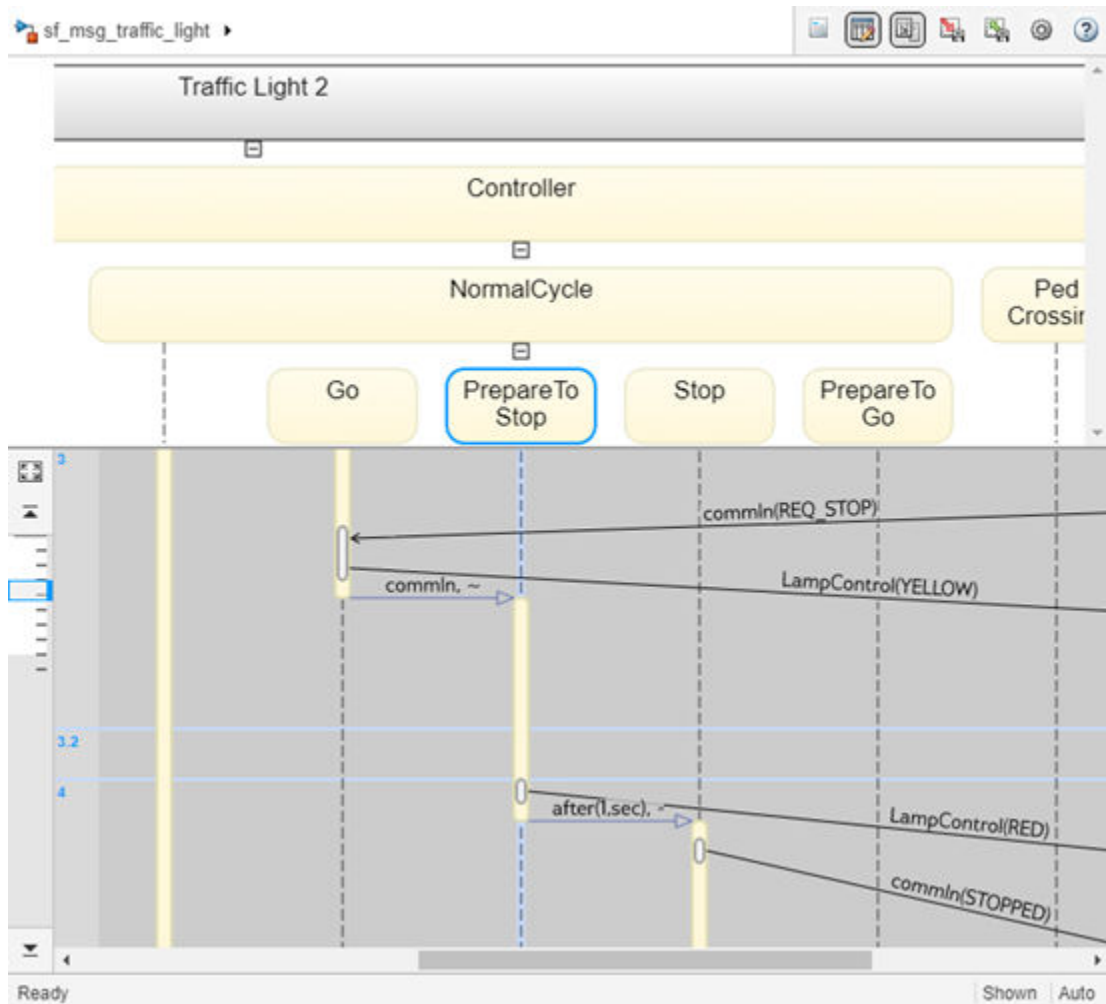 sf_msg_traffic_light
Traffic Light 2
Controller
NormalCycle
Ped
Crossin
Go
PrepareTo
Stop
Stop
PrepareTo
Go
3
commIn(REQ_STOP)
LampControl(YELLOW)
commIn, ~
3.2
4
after(1,sec), ~
LampControl(RED)
commIn(STOPPED)
Ready
Shown
Auto